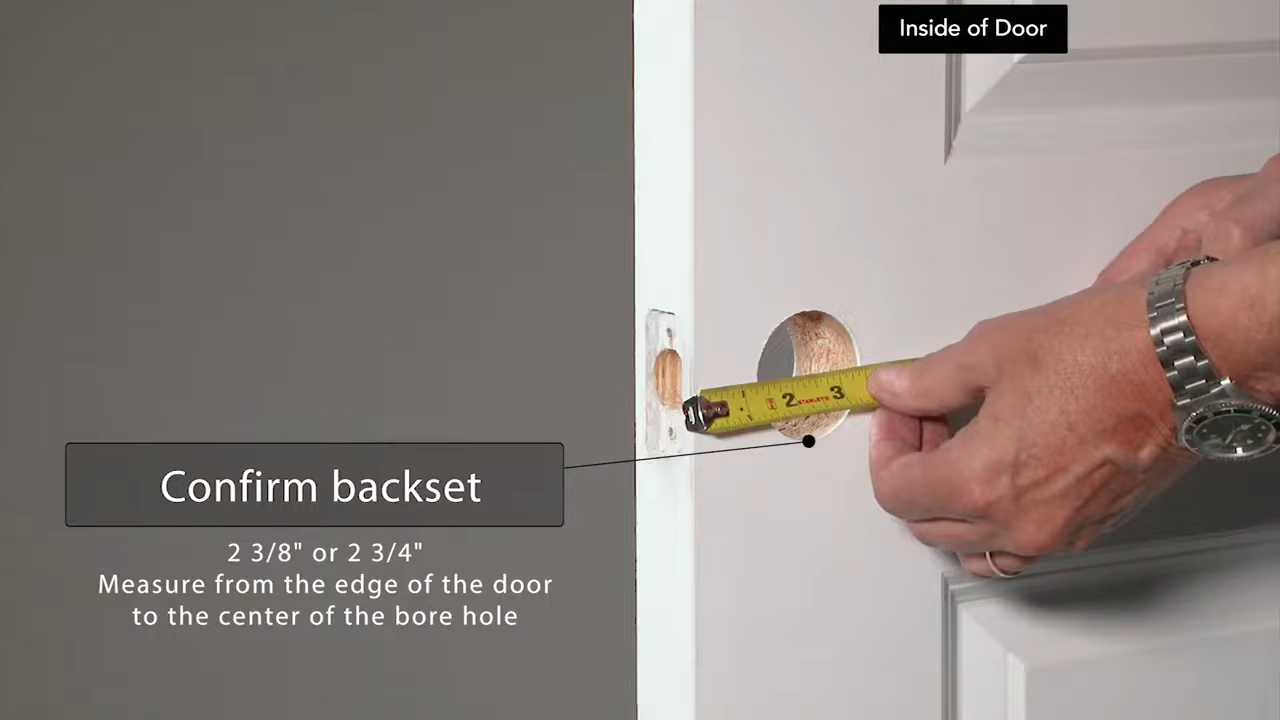 Inside of Door
2 STANLEY 3
Confirm backset
2 3/8" or 2 3/4"
Measure from the edge of the door
to the center of the bore hole